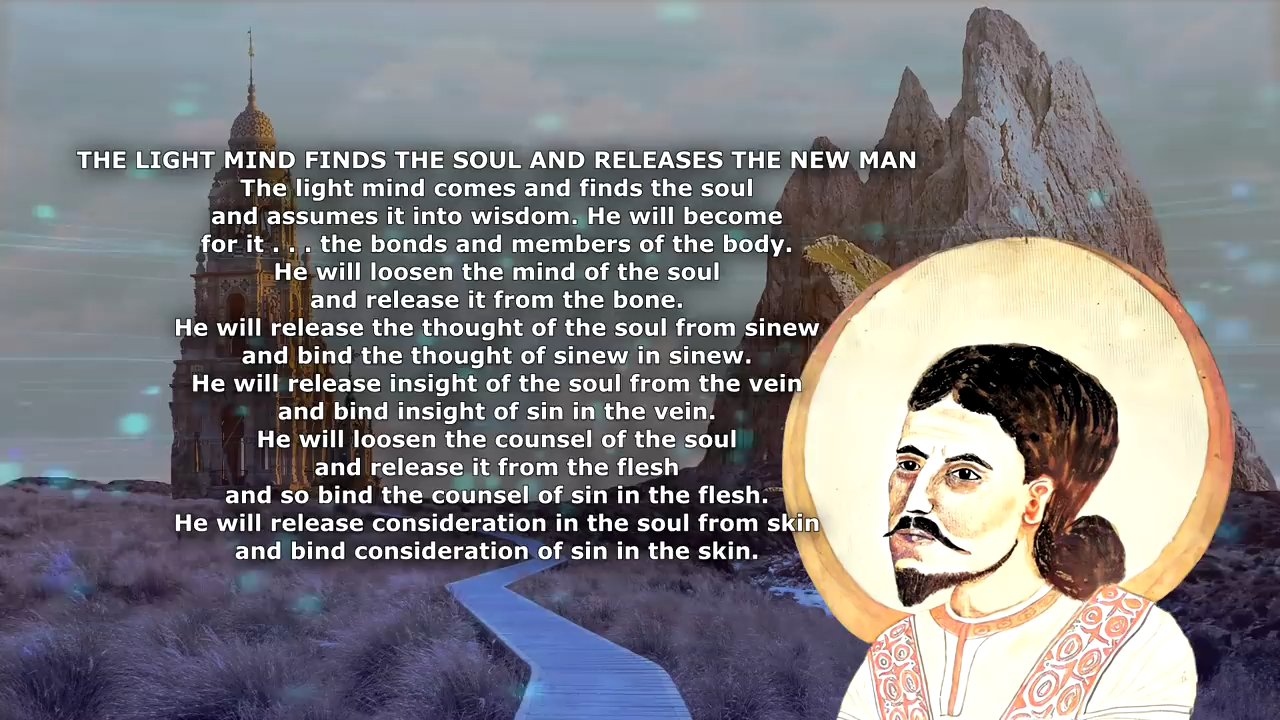 THE LIGHT MIND FINDS THE SOUL AND RELEASES THE NEW MAN
The light mind comes and finds the soul
and assumes it into wisdom. He will become
for it . . . the bonds and members of the body.
He will loosen the mind of the soul
and release it from the bone.
He will release the thought of the soul from sinew
and bind the thought of sinew in sinew.
He will release insight of the soul from the vein
and bind insight of sin in the vein.
He will loosen the counsel of the soul
and release it from the flesh
and so bind the counsel of sin in the flesh.
He will release consideration in the soul from skin
and bind consideration of sin in the skin.